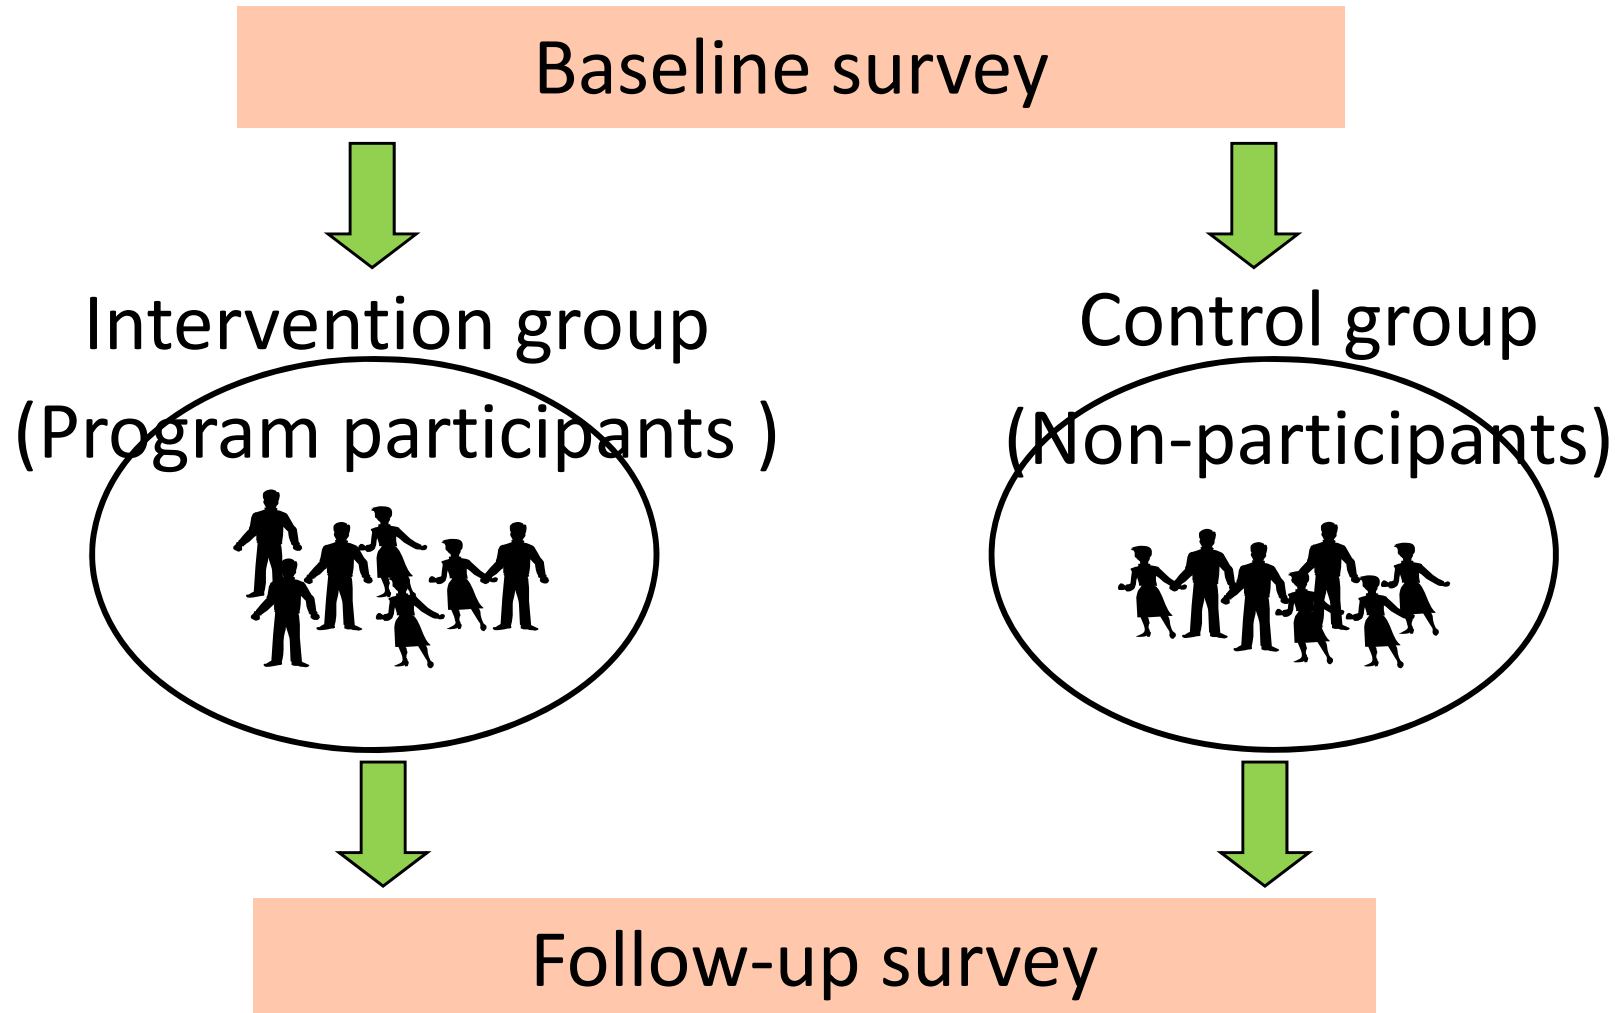 Baseline survey
Intervention group
(Program participants )
Control group
(Non-participants)
Follow-up survey